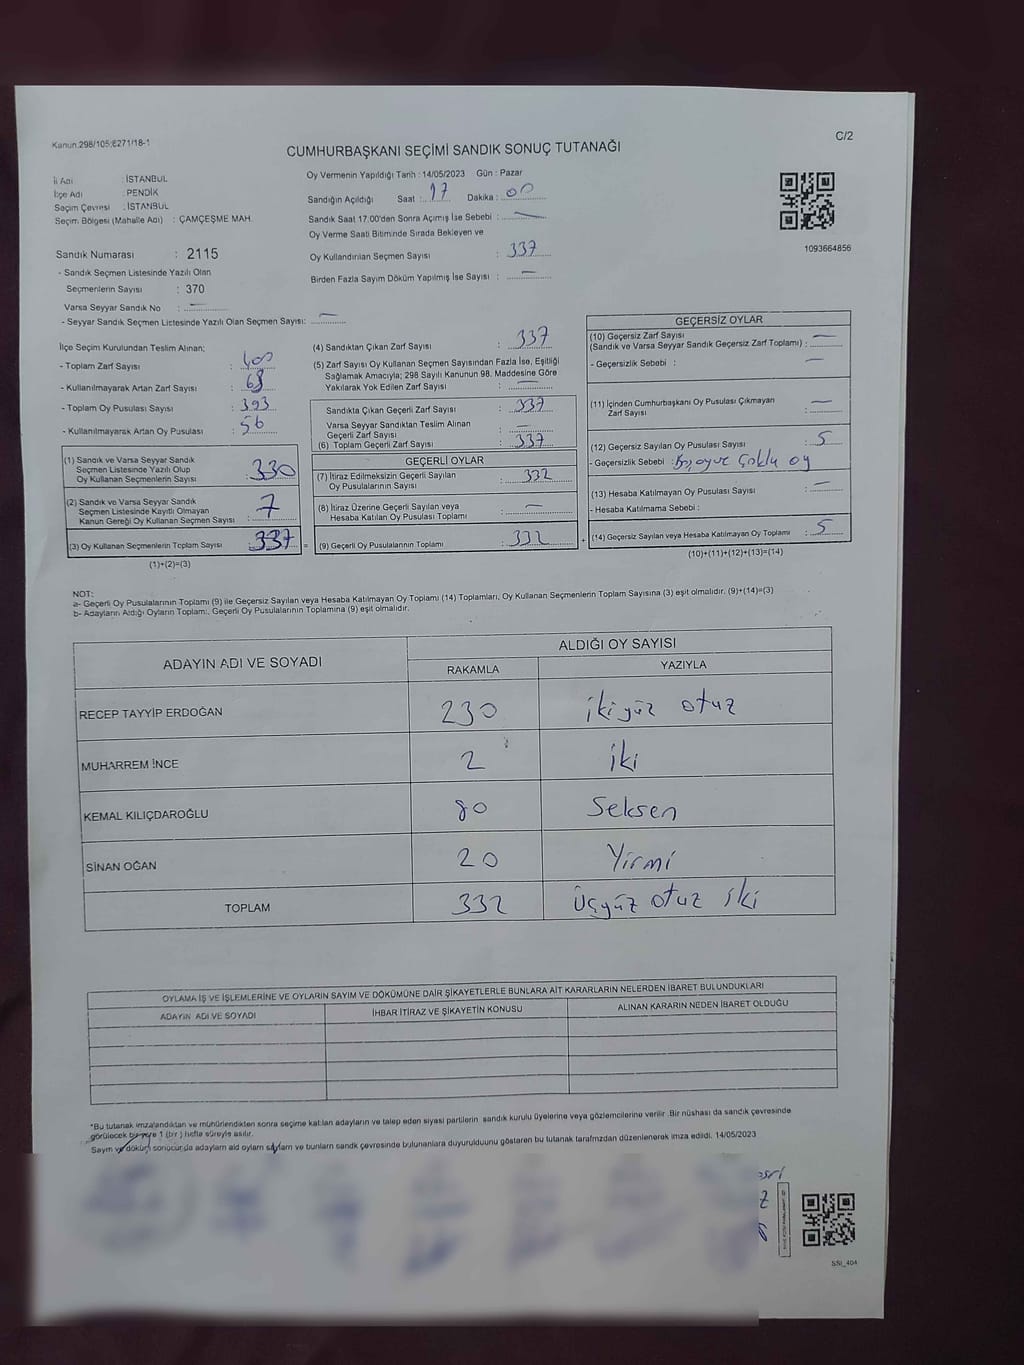 Kanun:298/105;6271/18-1
C/2
CUMHURBAŞKANI SEÇİMİ SANDIK SONUÇ TUTANAĞI
İl Adı : İSTANBUL
İlçe Adı : PENDİK
Seçim Çevresi : İSTANBUL
Seçim Bölgesi (Mahalle Adı) : ÇAMÇEŞME MAH.
Oy Vermenin Yapıldığı Tarih : 14/05/2023 Gün : Pazar
Sandığın Açıldığı Saat : 17 Dakika : 00
Sandık Saat 17.00'den Sonra Açımış İse Sebebi : —
Oy Verme Saati Bitiminde Sırada Bekleyen ve
Oy Kullandırılan Seçmen Sayısı : 337
Birden Fazla Sayım Döküm Yapılmış İse Sayısı : —
1093664856
Sandık Numarası : 2115
- Sandık Seçmen Listesinde Yazılı Olan
Seçmenlerin Sayısı : 370
Varsa Seyyar Sandık No : —
- Seyyar Sandık Seçmen Listesinde Yazılı Olan Seçmen Sayısı: —
İlçe Seçim Kurulundan Teslim Alınan;
- Toplam Zarf Sayısı : 400
- Kullanılmayarak Artan Zarf Sayısı : 63
- Toplam Oy Pusulası Sayısı : 393
- Kullanılmayarak Artan Oy Pusulası : 56
(1) Sandık ve Varsa Seyyar Sandık
Seçmen Listesinde Yazılı Olup
Oy Kullanan Seçmenlerin Sayısı : 330
(2) Sandık ve Varsa Seyyar Sandık
Seçmen Listesinde Kayıtlı Olmayan
Kanun Gereği Oy Kullanan Seçmen Sayısı : 7
(3) Oy Kullanan Seçmenlerin Toplam Sayısı : 337 =
(1)+(2)=(3)
(4) Sandıktan Çıkan Zarf Sayısı : 337
(5) Zarf Sayısı Oy Kullanan Seçmen Sayısından Fazla İse, Eşitliği
Sağlamak Amacıyla; 298 Sayılı Kanunun 98. Maddesine Göre
Yakılarak Yok Edilen Zarf Sayısı : —
Sandıkta Çıkan Geçerli Zarf Sayısı : 337
Varsa Seyyar Sandıktan Teslim Alınan
Geçerli Zarf Sayısı : —
(6) Toplam Geçerli Zarf Sayısı : 337
GEÇERLİ OYLAR
(7) İtiraz Edilmeksizin Geçerli Sayılan
Oy Pusulalarının Sayısı : 332
(8) İtiraz Üzerine Geçerli Sayılan veya
Hesaba Katılan Oy Pusulası Toplamı : —
(9) Geçerli Oy Pusulalarının Toplamı : 332 +
GEÇERSİZ OYLAR
(10) Geçersiz Zarf Sayısı
(Sandık ve Varsa Seyyar Sandık Geçersiz Zarf Toplamı) : —
- Geçersizlik Sebebi : —
(11) İçinden Cumhurbaşkanı Oy Pusulası Çıkmayan
Zarf Sayısı : —
(12) Geçersiz Sayılan Oy Pusulası Sayısı : 5
- Geçersizlik Sebebi : çoklu oy
(13) Hesaba Katılmayan Oy Pusulası Sayısı : —
- Hesaba Katılmama Sebebi :
(14) Geçersiz Sayılan veya Hesaba Katılmayan Oy Toplamı : 5
(10)+(11)+(12)+(13)=(14)
NOT:
a- Geçerli Oy Pusulalarının Toplamı (9) ile Geçersiz Sayılan veya Hesaba Katılmayan Oy Toplamı (14) Toplamları, Oy Kullanan Seçmenlerin Toplam Sayısına (3) eşit olmalıdır. (9)+(14)=(3)
b- Adayların Aldığı Oyların Toplamı, Geçerli Oy Pusulalarının Toplamına (9) eşit olmalıdır.
ADAYIN ADI VE SOYADI
ALDIĞI OY SAYISI
RAKAMLA YAZIYLA
RECEP TAYYİP ERDOĞAN 230 ikiyüz otuz
MUHARREM İNCE 2 iki
KEMAL KILIÇDAROĞLU 80 Seksen
SİNAN OĞAN 20 Yirmi
TOPLAM 332 Üçyüz otuz iki
OYLAMA İŞ VE İŞLEMLERİNE VE OYLARIN SAYIM VE DÖKÜMÜNE DAİR ŞİKAYETLERLE BUNLARA AİT KARARLARIN NELERDEN İBARET BULUNDUKLARI
ADAYIN ADI VE SOYADI İHBAR İTİRAZ VE ŞİKAYETİN KONUSU ALINAN KARARIN NEDEN İBARET OLDUĞU
*Bu tutanak imzalandıktan ve mühürlendikten sonra seçime katılan adayların ve talep eden siyasi partilerin sandık kurulu üyelerine veya gözlemcilerine verilir. Bir nüshası da sandık çevresinde
görülecek bir yere 1 (bir) hafta süreyle asılır.
Sayım ve döküm sonucunda adayların ald oyların sayların ve bunların sandk çevresinde bulunanlara duyurulduunu gösteren bu tutanak tarafmzdan düzenlenerek imza edildi. 14/05/2023
SSI_404